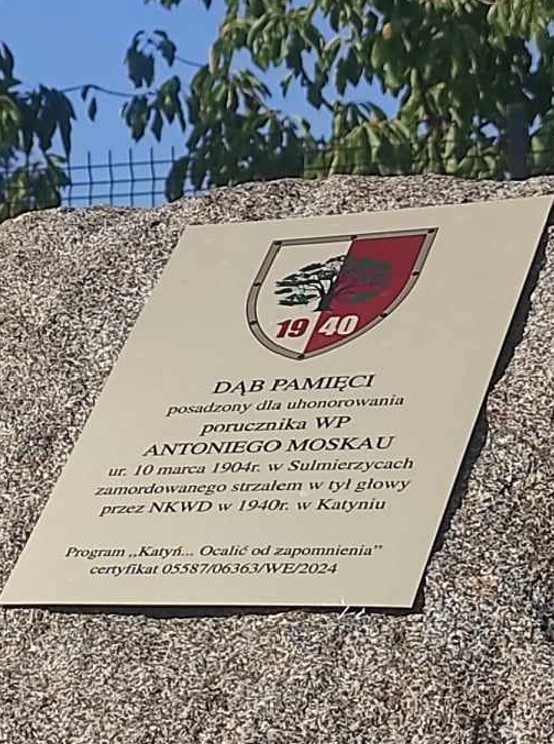 1940
DĄB PAMIĘCI
posadzony dla uhonorowania
porucznika WP
ANTONIEGO MOSKAU
ur. 10 marca 1904r. w Sulmierzycach
zamordowanego strzałem w tył głowy
przez NKWD w 1940r. w Katyniu
Program „Katyń... Ocalić od zapomnienia”
certyfikat 05587/06363/WE/2024